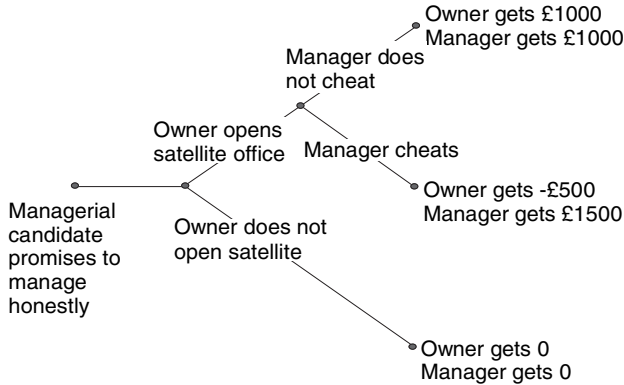 Owner gets £1000
Manager gets £1000
Manager does
not cheat
Owner opens
satellite office
Manager cheats
Owner gets -£500
Manager gets £1500
Managerial
candidate
promises to
manage
honestly
Owner does not
open satellite
Owner gets 0
Manager gets 0